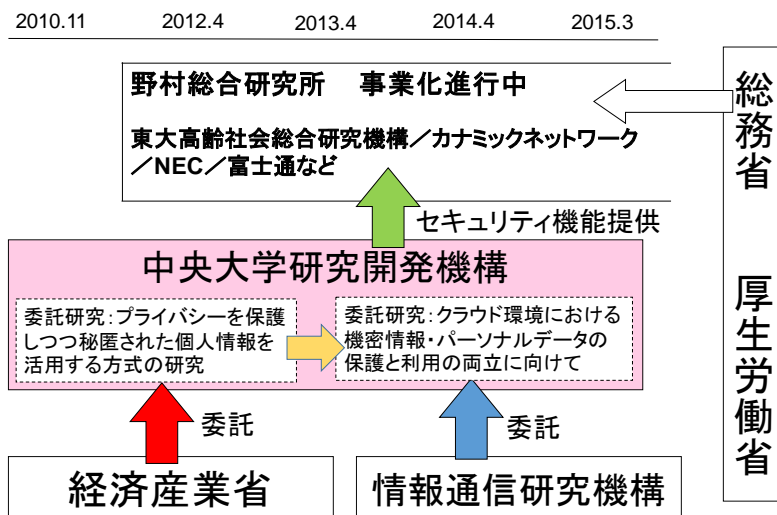 2010.11 2012.4 2013.4 2014.4 2015.3
野村総合研究所 事業化進行中
東大高齢社会総合研究機構／カナミックネットワーク
／NEC／富士通など
セキュリティ機能提供
中央大学研究開発機構
委託研究：プライバシーを保護
しつつ秘匿された個人情報を
活用する方式の研究
委託研究：クラウド環境における
機密情報・パーソナルデータの
保護と利用の両立に向けて
委託
委託
経済産業省
情報通信研究機構
総務省 厚生労働省